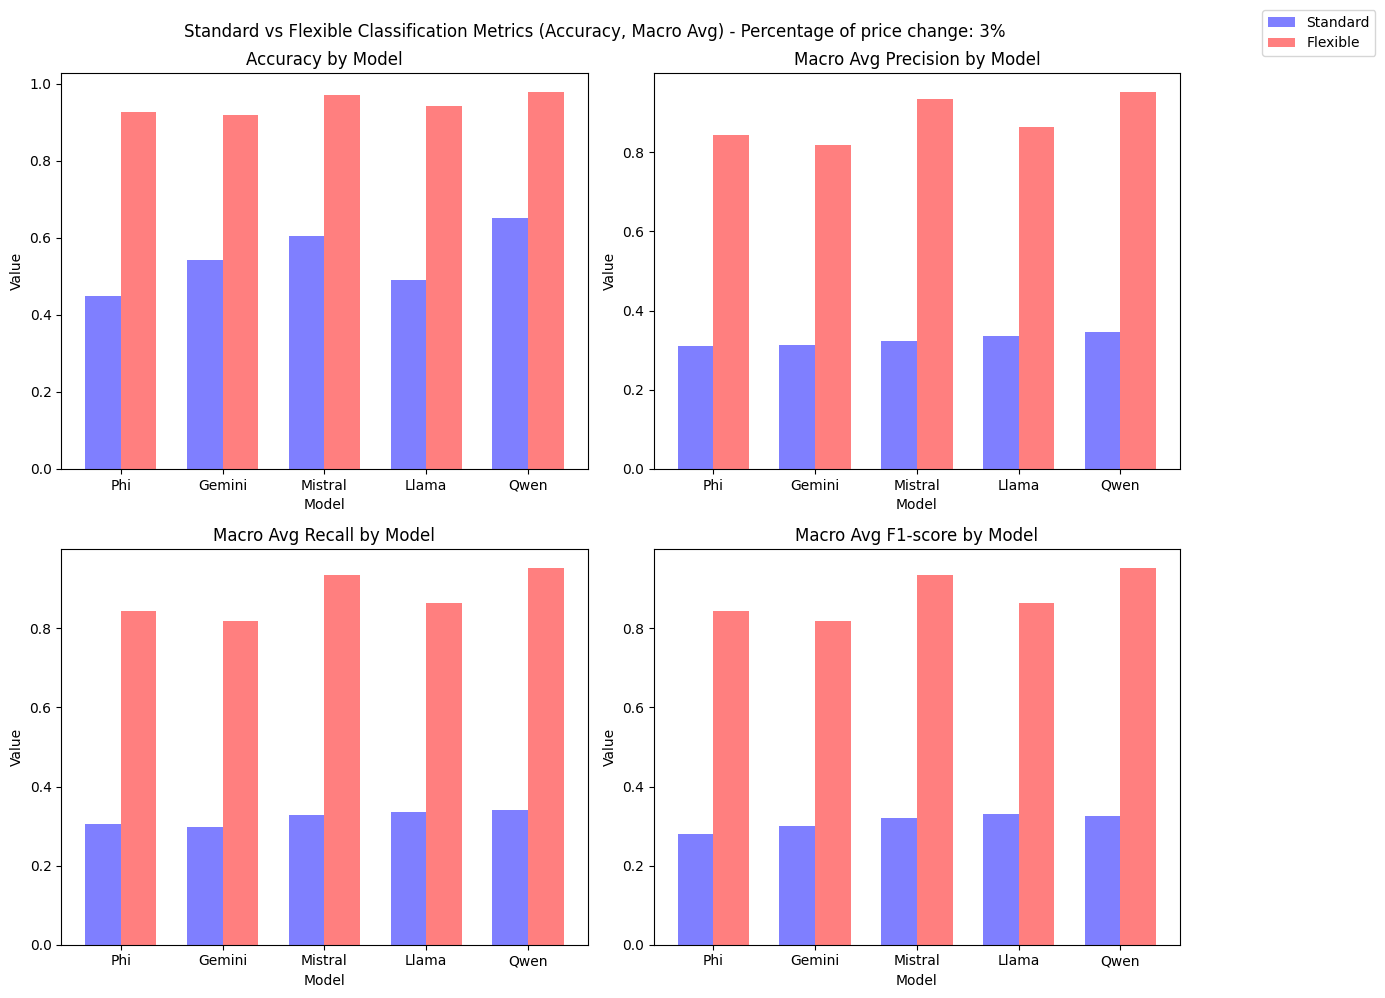 Standard vs Flexible Classification Metrics (Accuracy, Macro Avg) - Percentage of price change: 3%
Standard
Flexible
Accuracy by Model
1.0
0.8
0.6
0.4
0.2
0.0
Value
Phi Gemini Mistral Llama Qwen
Model
Macro Avg Precision by Model
0.8
0.6
0.4
0.2
0.0
Value
Phi Gemini Mistral Llama Qwen
Model
Macro Avg Recall by Model
0.8
0.6
0.4
0.2
0.0
Value
Phi Gemini Mistral Llama Qwen
Model
Macro Avg F1-score by Model
0.8
0.6
0.4
0.2
0.0
Value
Phi Gemini Mistral Llama Qwen
Model